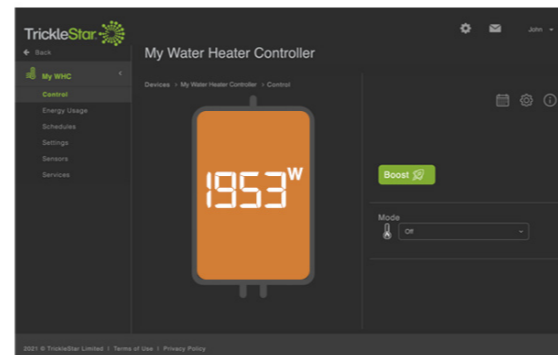 TrickleStar
John
Back
My Water Heater Controller
My WHC
Devices > My Water Heater Controller > Control
Control
Energy Usage
Schedules
Settings
Sensors
Services
1953 W
Boost
Mode
Off
2021 © TrickleStar Limited | Terms of Use | Privacy Policy